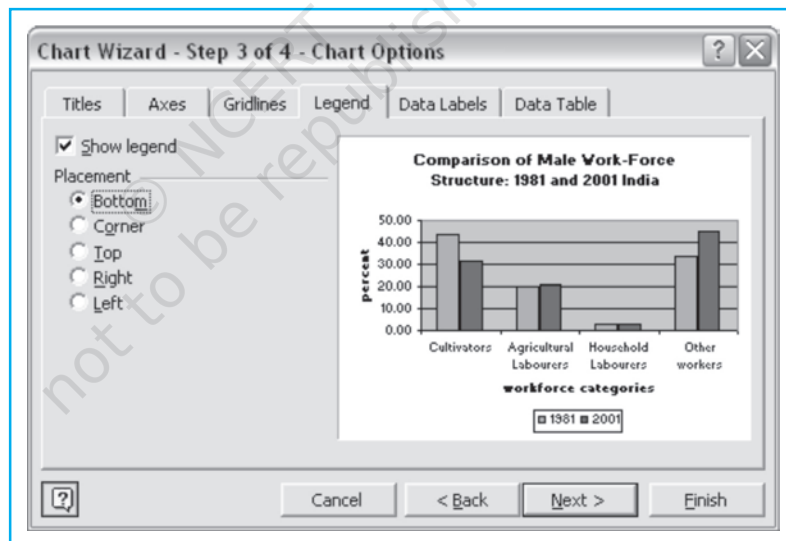 Chart Wizard - Step 3 of 4 - Chart Options
Titles Axes Gridlines Legend Data Labels Data Table
Show legend
Placement
Bottom
Corner
Top
Right
Left
Comparison of Male Work-Force
Structure: 1981 and 2001 India
percent
50.00
40.00
30.00
20.00
10.00
0.00
Cultivators Agricultural Labourers Household Labourers Other workers
workforce categories
1981 2001
Cancel < Back Next > Finish
© NCERT
not to be republish